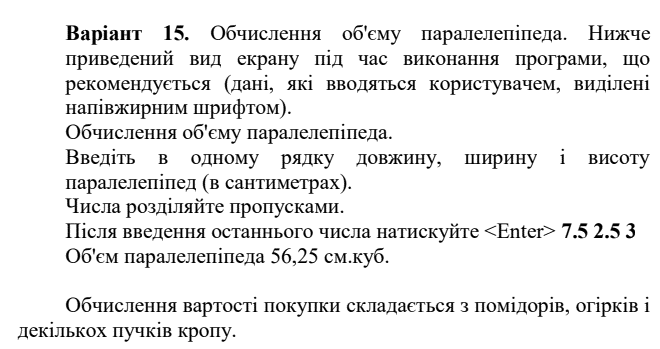 Варіант 15. Обчислення об'єму паралелепіпеда. Нижче
приведений вид екрану під час виконання програми, що
рекомендується (дані, які вводяться користувачем, виділені
напівжирним шрифтом).
Обчислення об'єму паралелепіпеда.
Введіть в одному рядку довжину, ширину і висоту
паралелепіпед (в сантиметрах).
Числа розділяйте пропусками.
Після введення останнього числа натискуйте <Enter> 7.5 2.5 3
Об'єм паралелепіпеда 56,25 см.куб.
Обчислення вартості покупки складається з помідорів, огірків і
декількох пучків кропу.